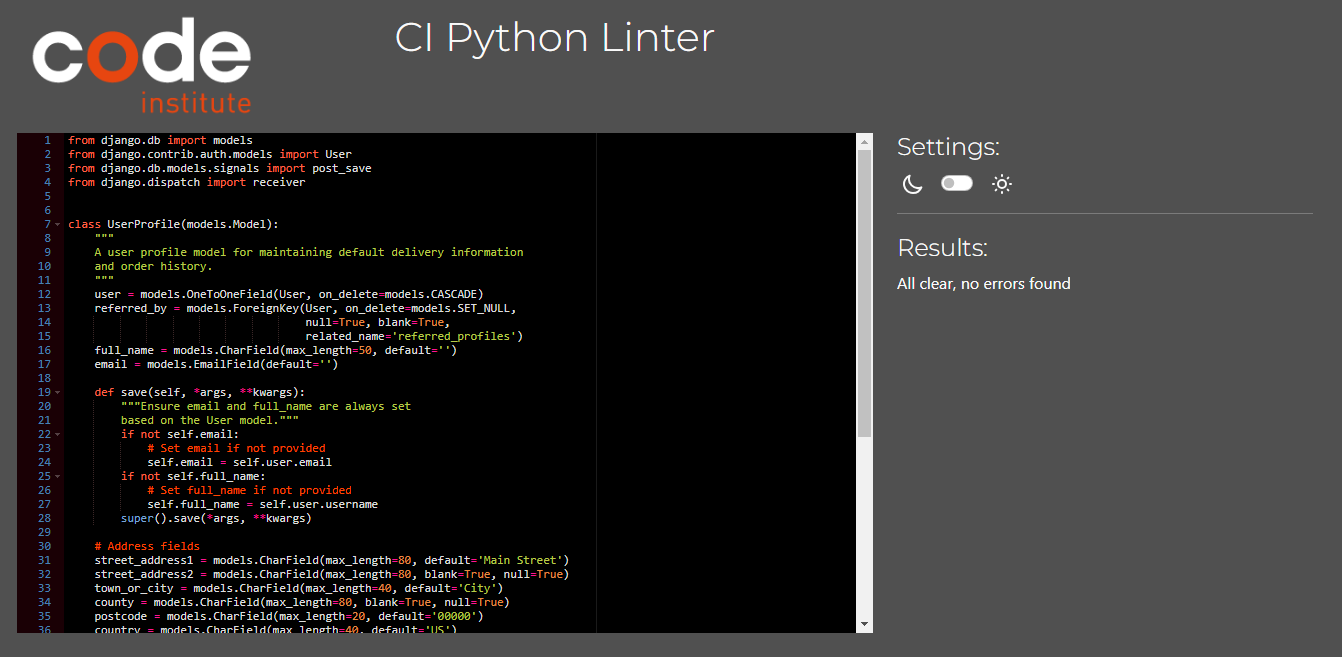 code
institute
CI Python Linter
1 from django.db import models
2 from django.contrib.auth.models import User
3 from django.db.models.signals import post_save
4 from django.dispatch import receiver
5
6
7 class UserProfile(models.Model):
8     """
9     A user profile model for maintaining default delivery information
10     and order history.
11     """
12     user = models.OneToOneField(User, on_delete=models.CASCADE)
13     referred_by = models.ForeignKey(User, on_delete=models.SET_NULL,
14                                     null=True, blank=True,
15                                     related_name='referred_profiles')
16     full_name = models.CharField(max_length=50, default='')
17     email = models.EmailField(default='')
18
19     def save(self, *args, **kwargs):
20         """Ensure email and full_name are always set
21         based on the User model."""
22         if not self.email:
23             # Set email if not provided
24             self.email = self.user.email
25         if not self.full_name:
26             # Set full_name if not provided
27             self.full_name = self.user.username
28         super().save(*args, **kwargs)
29
30     # Address fields
31     street_address1 = models.CharField(max_length=80, default='Main Street')
32     street_address2 = models.CharField(max_length=80, blank=True, null=True)
33     town_or_city = models.CharField(max_length=40, default='City')
34     county = models.CharField(max_length=80, blank=True, null=True)
35     postcode = models.CharField(max_length=20, default='00000')
36     country = models.CharField(max_length=40, default='US')
Settings:
Results:
All clear, no errors found